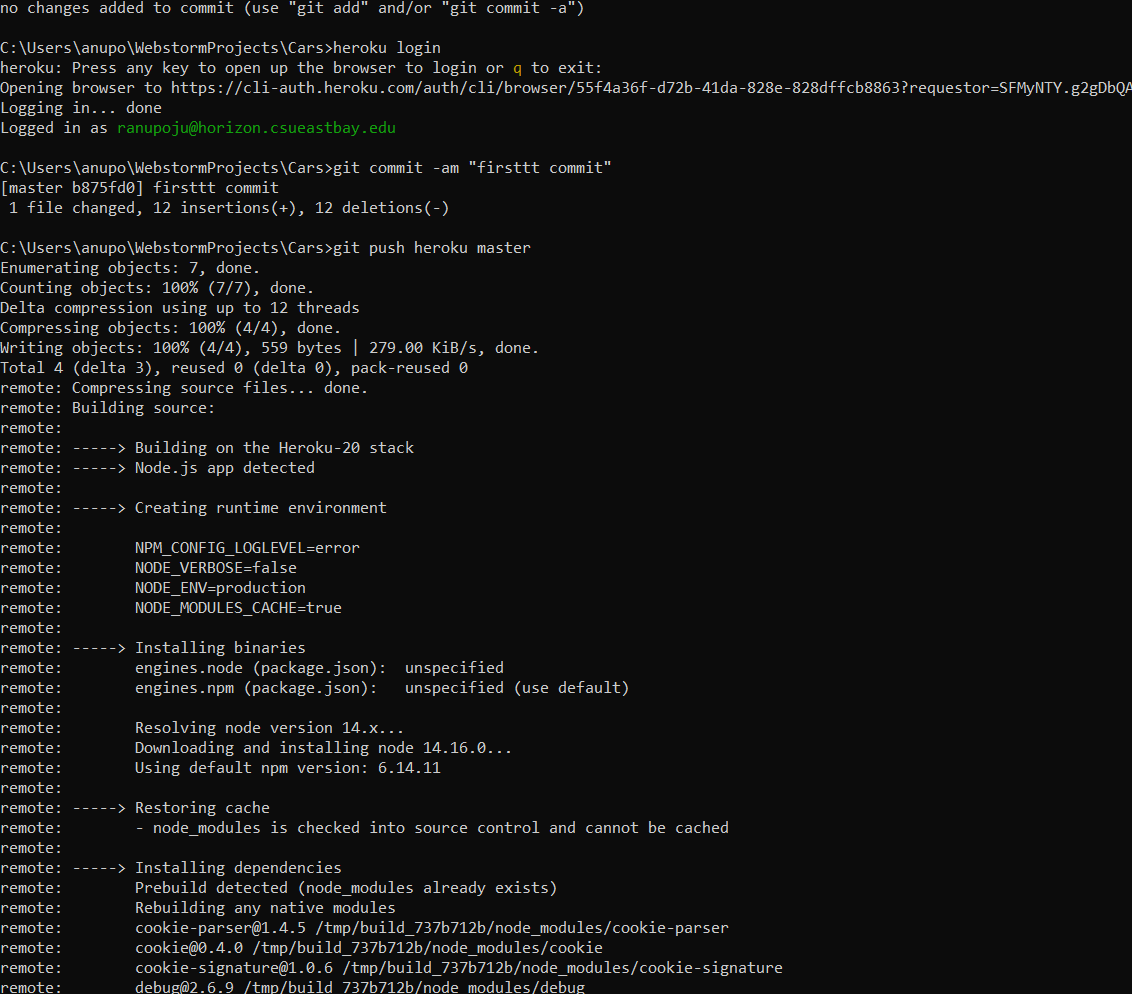 no changes added to commit (use "git add" and/or "git commit -a")
C:\Users\anupo\WebstormProjects\Cars>heroku login
heroku: Press any key to open up the browser to login or q to exit:
Opening browser to https://cli-auth.heroku.com/auth/cli/browser/55f4a36f-d72b-41da-828e-828dffcb8863?requestor=SFMyNTY.g2gDbQA
Logging in... done
Logged in as ranupoju@horizon.csueastbay.edu
C:\Users\anupo\WebstormProjects\Cars>git commit -am "firsttt commit"
[master b875fd0] firsttt commit
 1 file changed, 12 insertions(+), 12 deletions(-)
C:\Users\anupo\WebstormProjects\Cars>git push heroku master
Enumerating objects: 7, done.
Counting objects: 100% (7/7), done.
Delta compression using up to 12 threads
Compressing objects: 100% (4/4), done.
Writing objects: 100% (4/4), 559 bytes | 279.00 KiB/s, done.
Total 4 (delta 3), reused 0 (delta 0), pack-reused 0
remote: Compressing source files... done.
remote: Building source:
remote:
remote: -----> Building on the Heroku-20 stack
remote: -----> Node.js app detected
remote:
remote: -----> Creating runtime environment
remote:
remote:        NPM_CONFIG_LOGLEVEL=error
remote:        NODE_VERBOSE=false
remote:        NODE_ENV=production
remote:        NODE_MODULES_CACHE=true
remote:
remote: -----> Installing binaries
remote:        engines.node (package.json):  unspecified
remote:        engines.npm (package.json):   unspecified (use default)
remote:
remote:        Resolving node version 14.x...
remote:        Downloading and installing node 14.16.0...
remote:        Using default npm version: 6.14.11
remote:
remote: -----> Restoring cache
remote:        - node_modules is checked into source control and cannot be cached
remote:
remote: -----> Installing dependencies
remote:        Prebuild detected (node_modules already exists)
remote:        Rebuilding any native modules
remote:        cookie-parser@1.4.5 /tmp/build_737b712b/node_modules/cookie-parser
remote:        cookie@0.4.0 /tmp/build_737b712b/node_modules/cookie
remote:        cookie-signature@1.0.6 /tmp/build_737b712b/node_modules/cookie-signature
remote:        debug@2.6.9 /tmp/build_737b712b/node_modules/debug